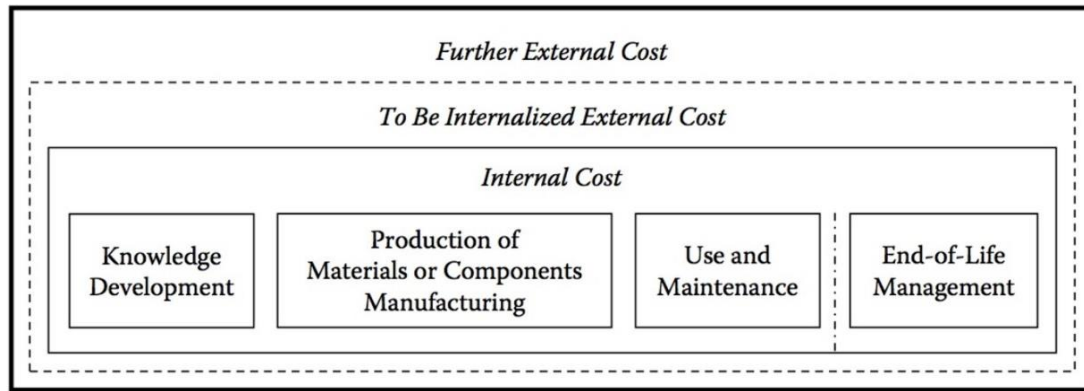 Further External Cost
To Be Internalized External Cost
Internal Cost
Knowledge
Development
Production of
Materials or Components
Manufacturing
Use and
Maintenance
End-of-Life
Management